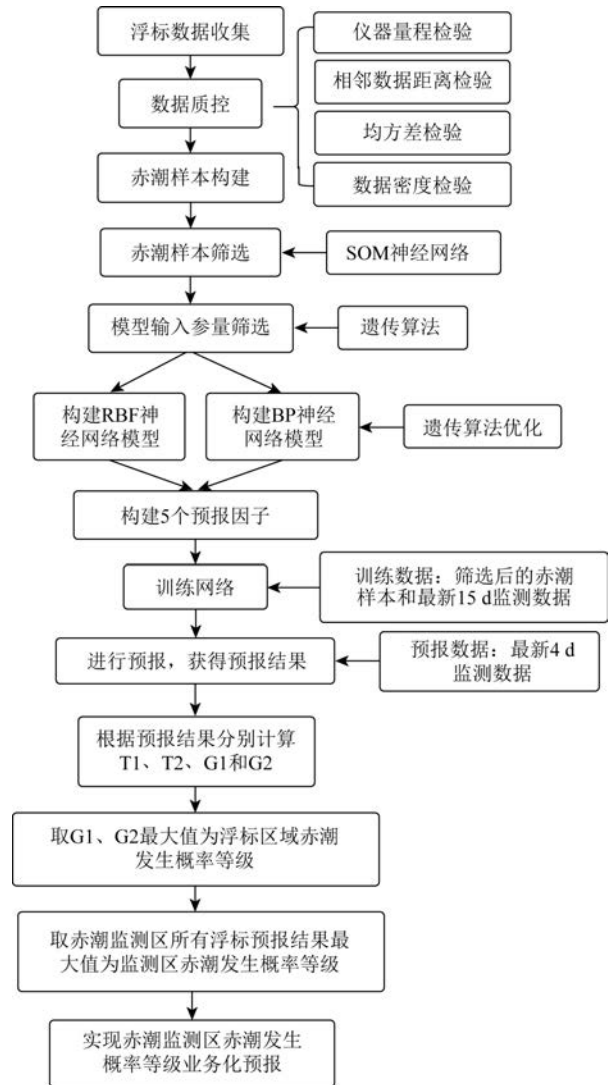 浮标数据收集
仪器量程检验
相邻数据距离检验
数据质控
均方差检验
数据密度检验
赤潮样本构建
赤潮样本筛选
SOM神经网络
模型输入参量筛选
遗传算法
构建RBF神
经网络模型
构建BP神经
网络模型
遗传算法优化
构建5个预报因子
训练网络
训练数据：筛选后的赤潮
样本和最新15 d监测数据
进行预报，获得预报结果
预报数据：最新4 d
监测数据
根据预报结果分别计算
T1、T2、G1和G2
取G1、G2最大值为浮标区域赤潮
发生概率等级
取赤潮监测区所有浮标预报结果最
大值为监测区赤潮发生概率等级
实现赤潮监测区赤潮发生
概率等级业务化预报